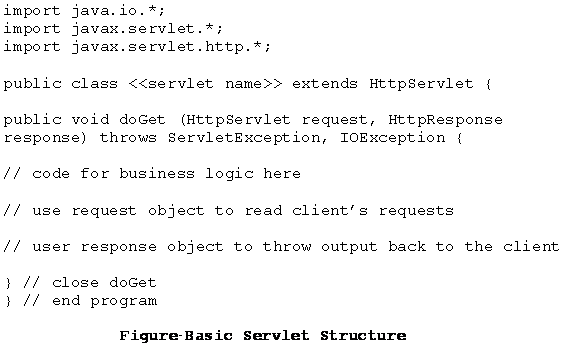 import java.io.*;
import javax.servlet.*;
import javax.servlet.http.*;
public class <<servlet name>> extends HttpServlet {
public void doGet (HttpServlet request, HttpResponse
response) throws ServletException, IOException {
// code for business logic here
// use request object to read client's requests
// user response object to throw output back to the client
} // close doGet
} // end program
Figure-Basic Servlet Structure